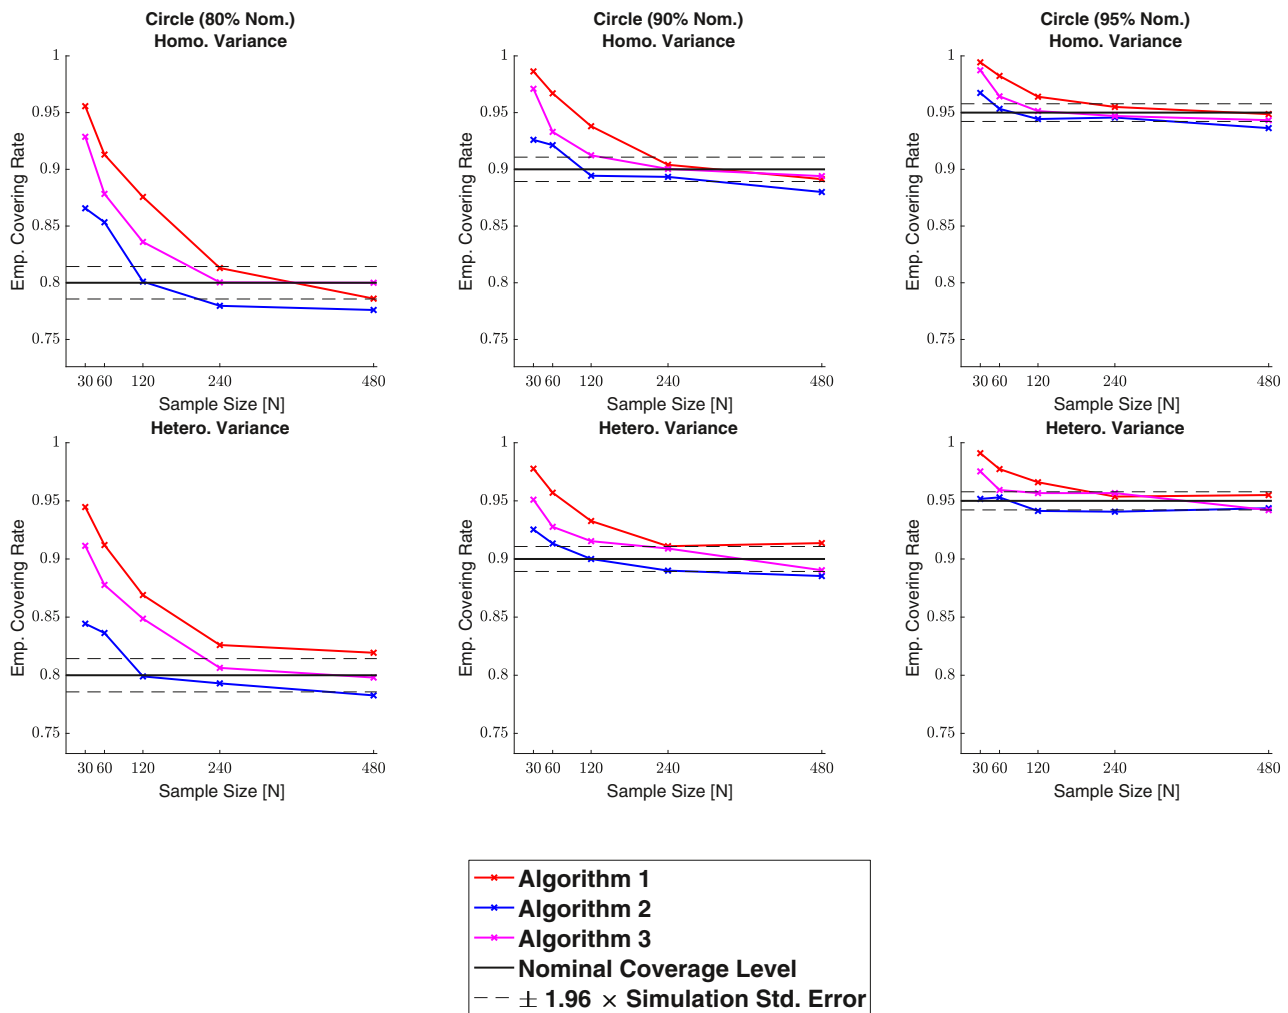 Circle (80% Nom.)
Homo. Variance
1
0.95
0.9
0.85
0.8
0.75
Emp. Covering Rate
30 60 120 240 480
Sample Size [N]
Circle (90% Nom.)
Homo. Variance
1
0.95
0.9
0.85
0.8
0.75
Emp. Covering Rate
30 60 120 240 480
Sample Size [N]
Circle (95% Nom.)
Homo. Variance
1
0.95
0.9
0.85
0.8
0.75
Emp. Covering Rate
30 60 120 240 480
Sample Size [N]
Hetero. Variance
1
0.95
0.9
0.85
0.8
0.75
Emp. Covering Rate
30 60 120 240 480
Sample Size [N]
Hetero. Variance
1
0.95
0.9
0.85
0.8
0.75
Emp. Covering Rate
30 60 120 240 480
Sample Size [N]
Hetero. Variance
1
0.95
0.9
0.85
0.8
0.75
Emp. Covering Rate
30 60 120 240 480
Sample Size [N]
Algorithm 1
Algorithm 2
Algorithm 3
Nominal Coverage Level
± 1.96 × Simulation Std. Error